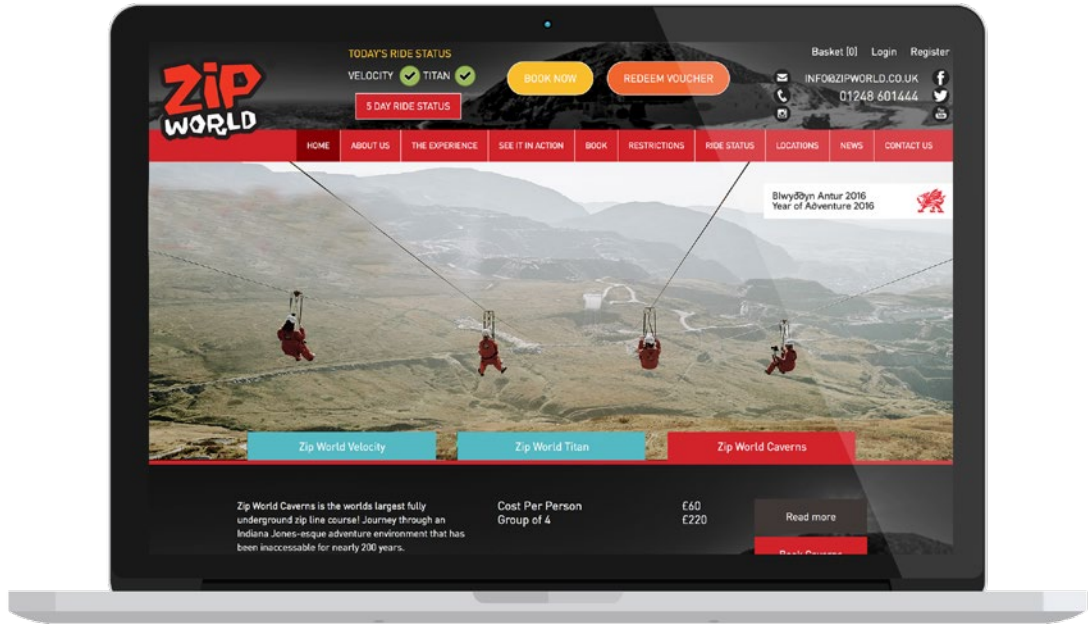 ZiP
WORLD
TODAY'S RIDE STATUS
VELOCITY TITAN
5 DAY RIDE STATUS
BOOK NOW
REDEEM VOUCHER
Basket (0) Login Register
INFO@ZIPWORLD.CO.UK
01248 601444
HOME ABOUT US THE EXPERIENCE SEE IT IN ACTION BOOK RESTRICTIONS RIDE STATUS LOCATIONS NEWS CONTACT US
Blwyddyn Antur 2016
Year of Adventure 2016
Zip World Velocity
Zip World Titan
Zip World Caverns
Zip World Caverns is the worlds largest fully
underground zip line course! Journey through an
Indiana Jones-esque adventure environment that has
been inaccessable for nearly 200 years.
Cost Per Person £60
Group of 4 £220
Read more
Book Caverns